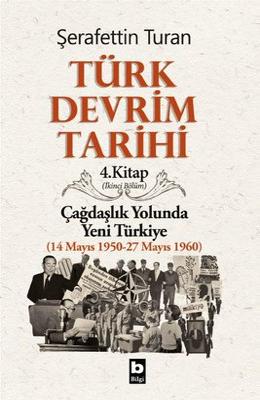 Şerafettin Turan
TÜRK
DEVRİM
TARİHİ
4.Kitap
(İkinci Bölüm)
Çağdaşlık Yolunda
Yeni Türkiye
(14 Mayıs 1950-27 Mayıs 1960)
b
Bilgi